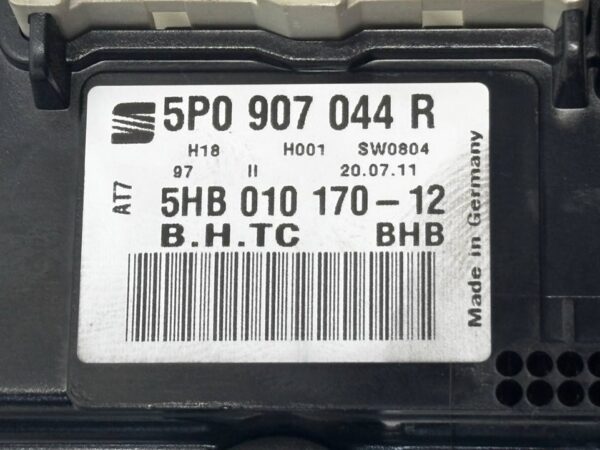 5P0 907 044 R
H18 H001 SW0804
97 II 20.07.11
AT7
5HB 010 170-12
B.H.TC BHB
Made in Germany